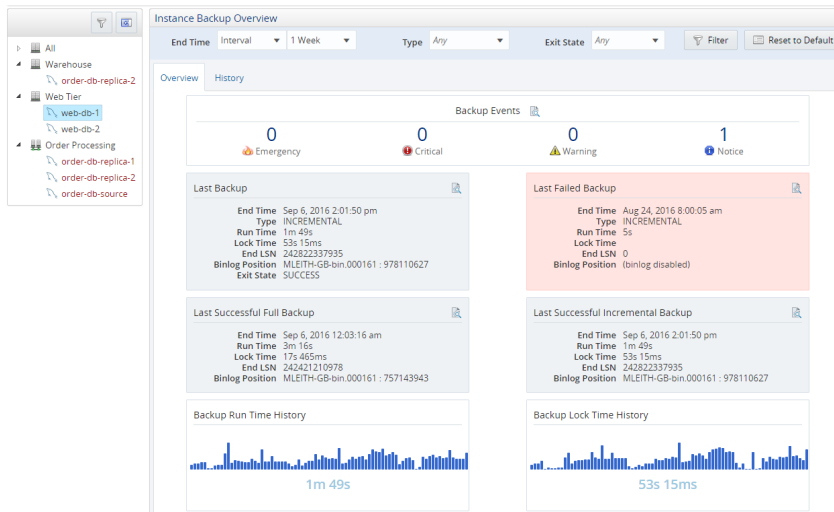 All
Warehouse
order-db-replica-2
Web Tier
web-db-1
web-db-2
Order Processing
order-db-replica-1
order-db-replica-2
order-db-source
Instance Backup Overview
End Time Interval 1 Week Type Any Exit State Any Filter Reset to Default
Overview History
Backup Events
0 0 0 1
Emergency Critical Warning Notice
Last Backup
End Time Sep 6, 2016 2:01:50 pm
Type INCREMENTAL
Run Time 1m 49s
Lock Time 53s 15ms
End LSN 242822337935
Binlog Position MLEITH-GB-bin.000161 : 978110627
Exit State SUCCESS
Last Failed Backup
End Time Aug 24, 2016 8:00:05 am
Type INCREMENTAL
Run Time 5s
Lock Time
End LSN 0
Binlog Position (binlog disabled)
Last Successful Full Backup
End Time Sep 6, 2016 12:03:16 am
Run Time 3m 16s
Lock Time 17s 465ms
End LSN 242421210978
Binlog Position MLEITH-GB-bin.000161 : 757143943
Last Successful Incremental Backup
End Time Sep 6, 2016 2:01:50 pm
Run Time 1m 49s
Lock Time 53s 15ms
End LSN 242822337935
Binlog Position MLEITH-GB-bin.000161 : 978110627
Backup Run Time History
1m 49s
Backup Lock Time History
53s 15ms